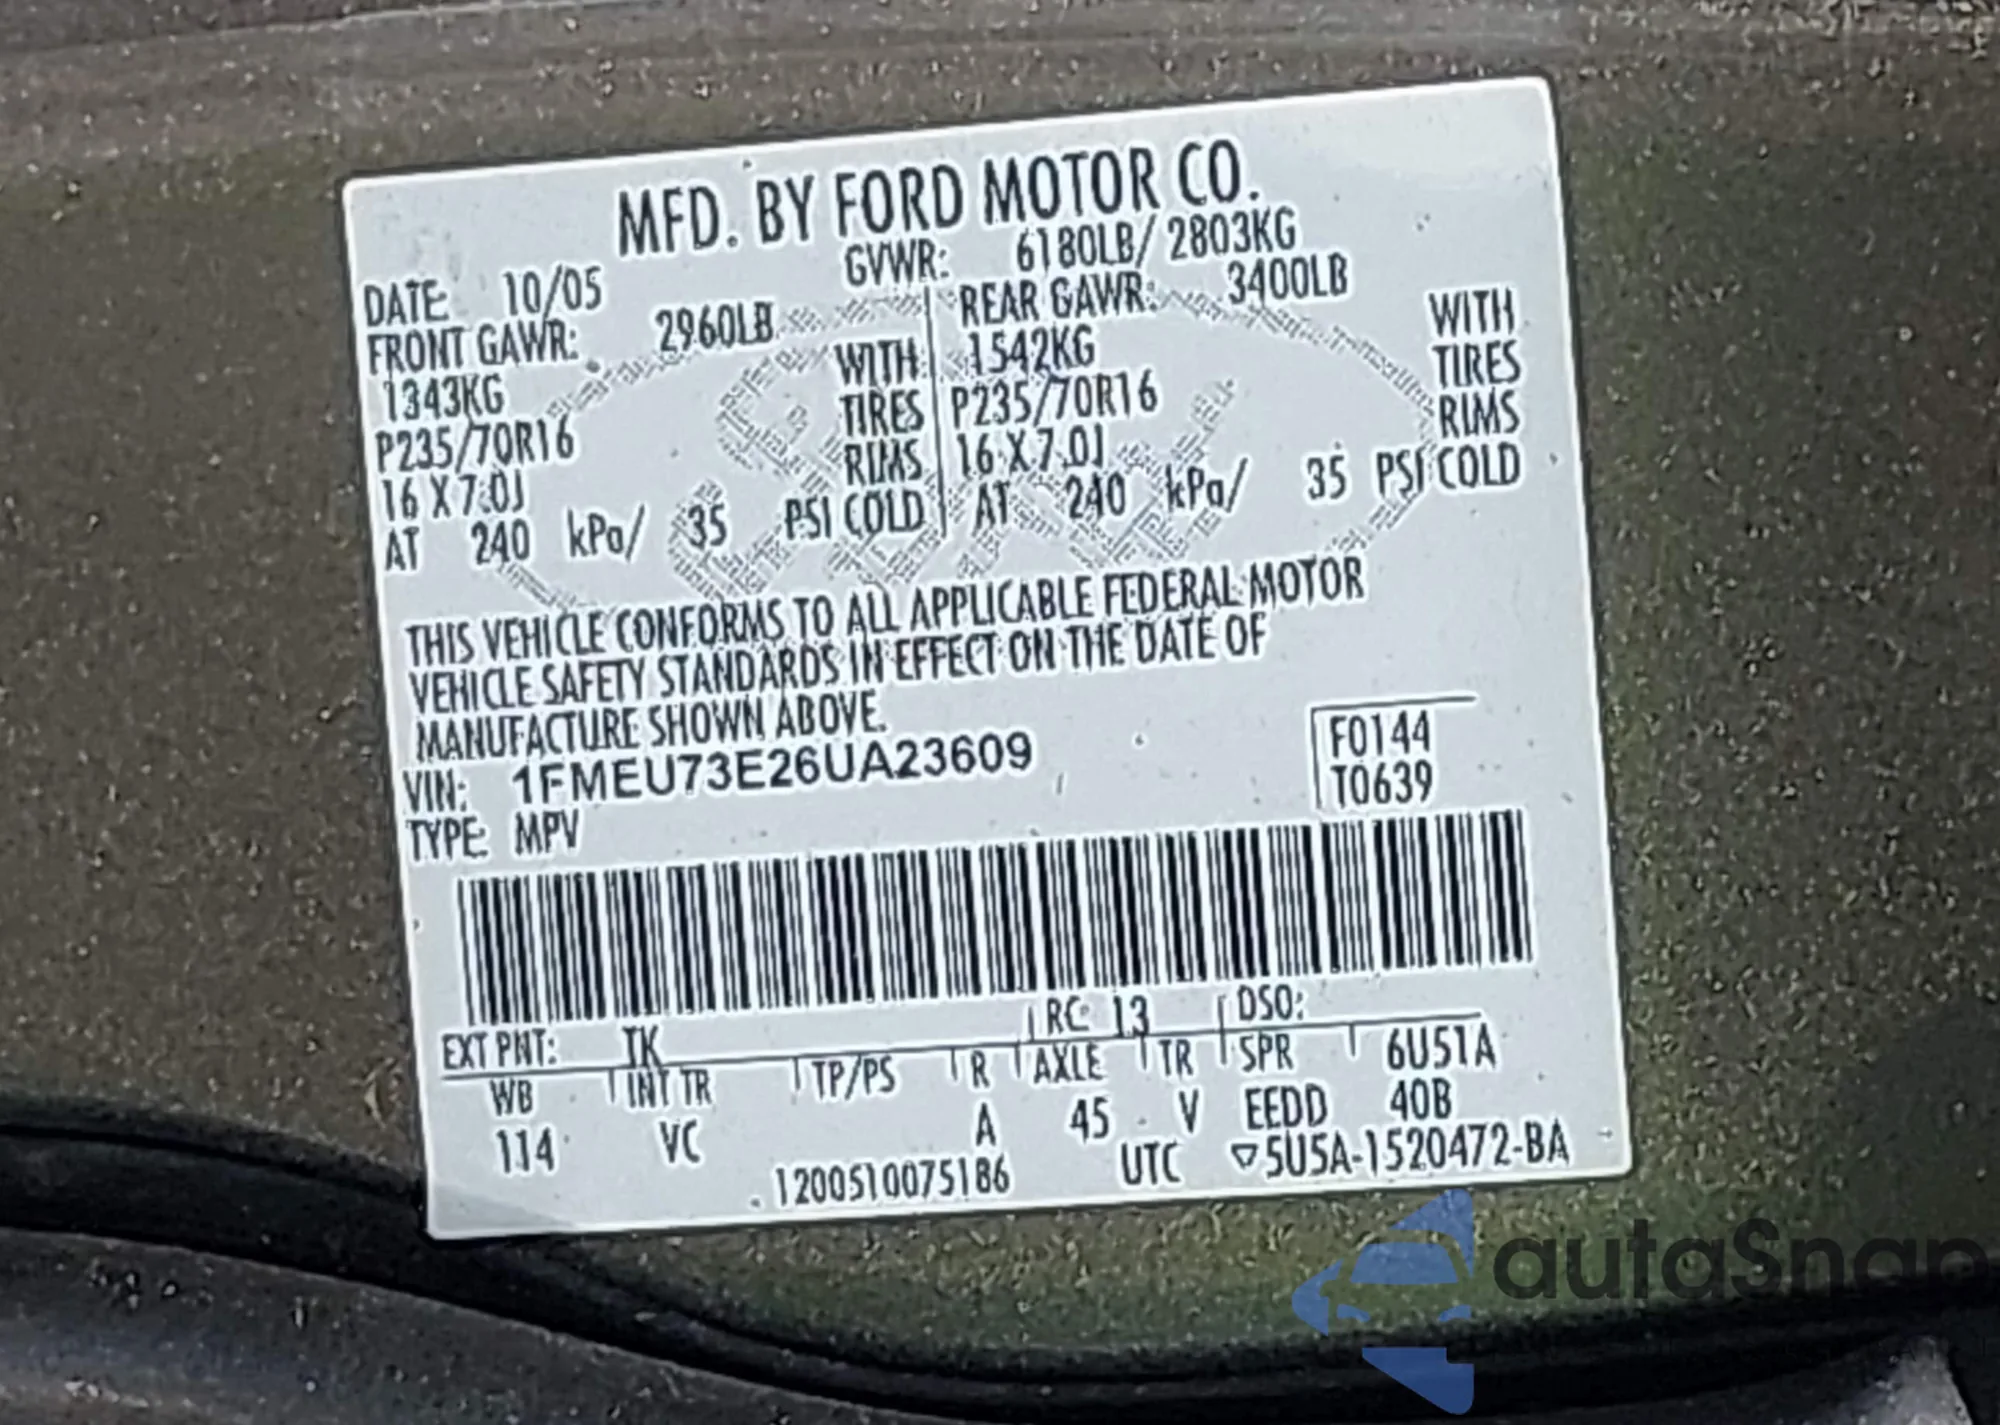 MFD. BY FORD MOTOR CO.
DATE: 10/05 GVWR: 6180LB/ 2803KG
FRONT GAWR: 2960LB REAR GAWR: 3400LB
1343KG WITH 1542KG WITH
P235/70R16 TIRES P235/70R16 TIRES
16 X 7.0J RIMS 16 X 7.0J RIMS
AT 240 kPa/ 35 PSI COLD AT 240 kPa/ 35 PSI COLD
THIS VEHICLE CONFORMS TO ALL APPLICABLE FEDERAL MOTOR
VEHICLE SAFETY STANDARDS IN EFFECT ON THE DATE OF
MANUFACTURE SHOWN ABOVE.
VIN: 1FMEU73E26UA23609 F0144
TYPE: MPV T0639
EXT PNT: TK RC: 13 DSO:
WB INT TR TP/PS R AXLE TR SPR 6U51A
114 VC A 45 V EEDD 40B
.1200510075186 UTC ▽5U5A-1520472-BA
autaSnap